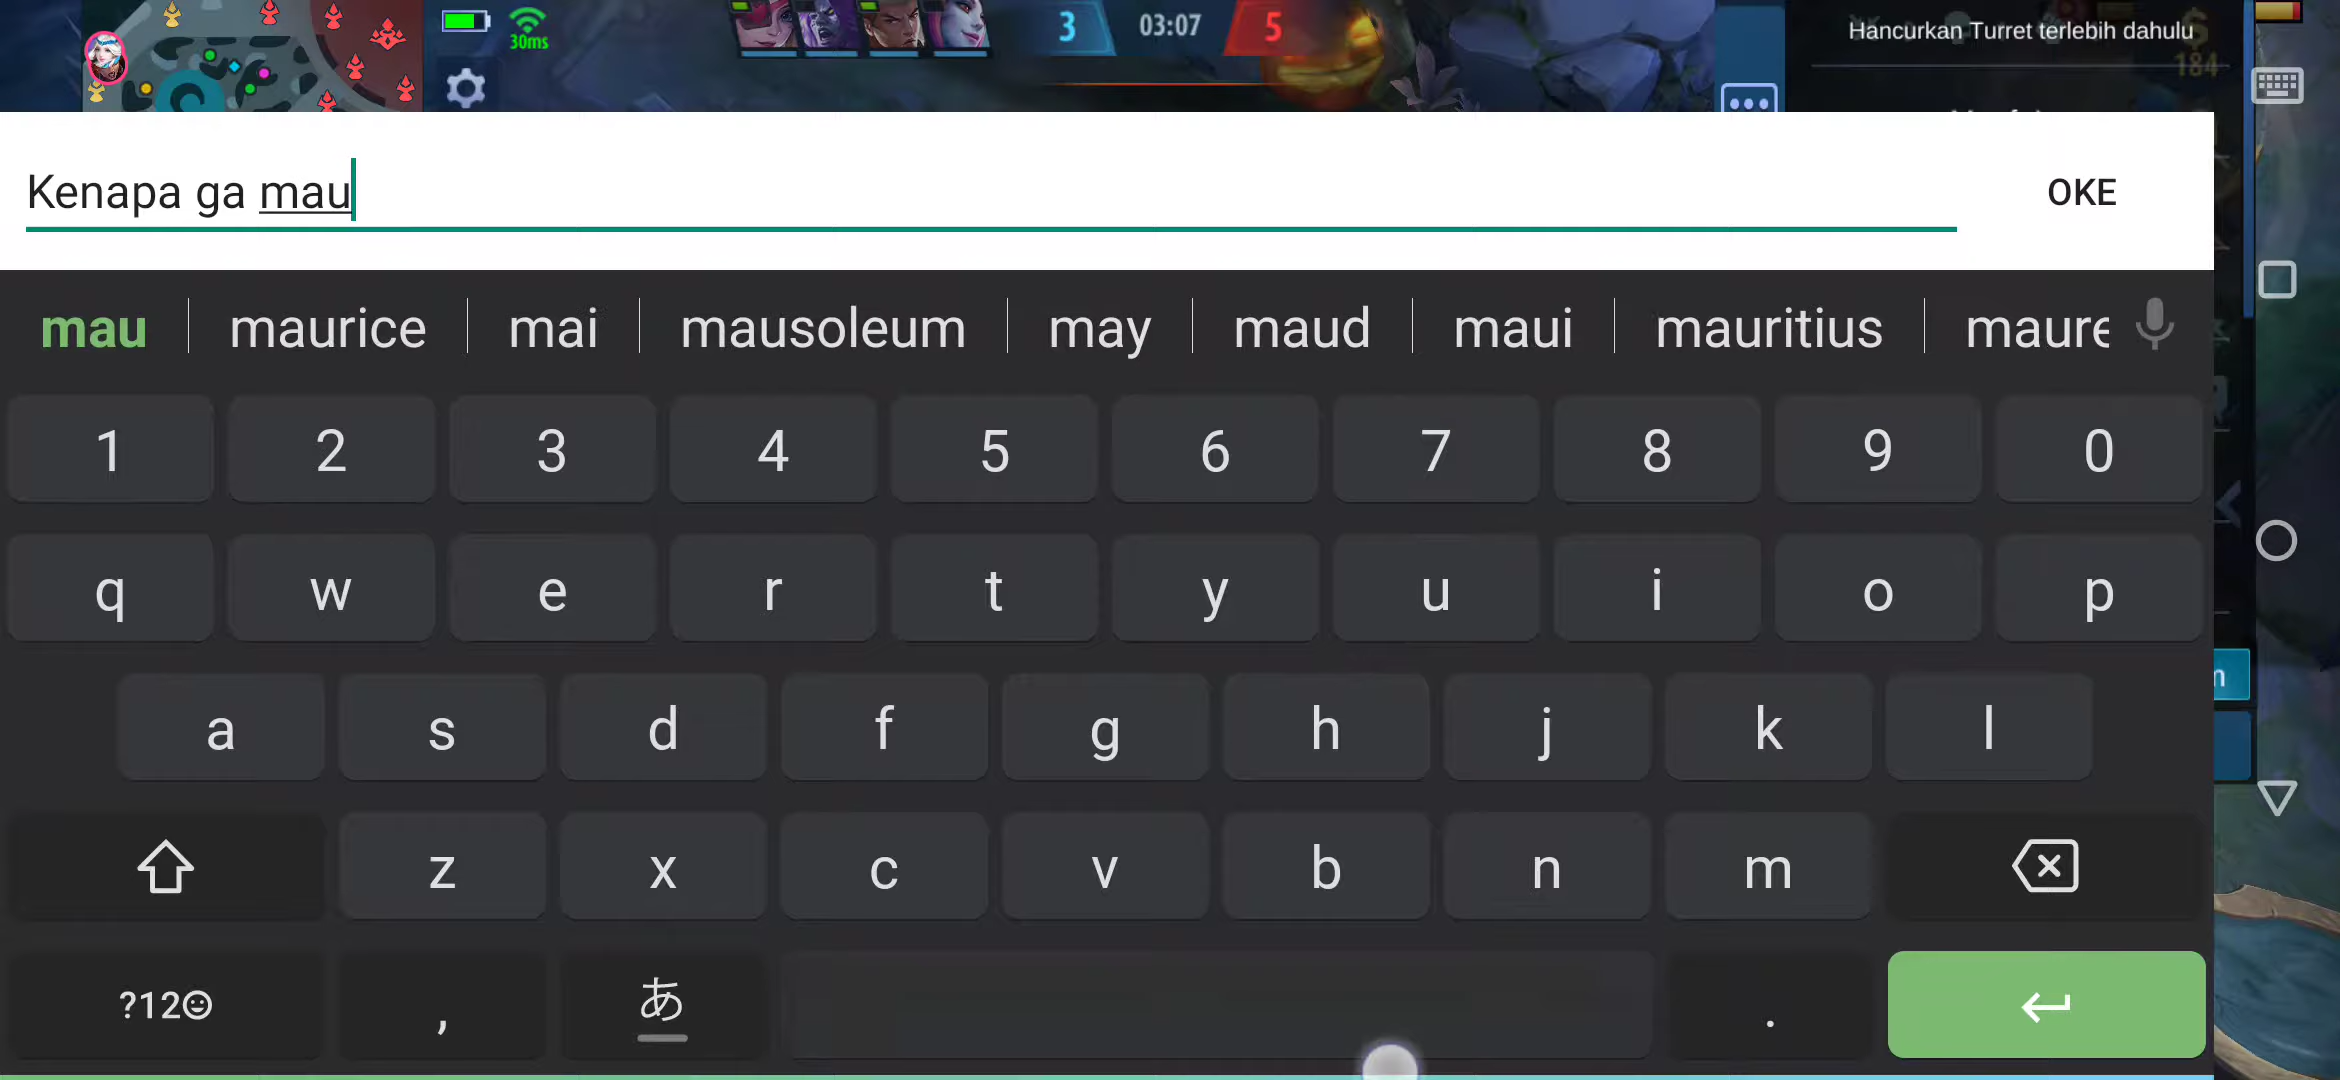 30ms
3 03:07 5
Hancurkan Turret terlebih dahulu
184
Kenapa ga mau
OKE
mau maurice mai mausoleum may maud maui mauritius
1 2 3 4 5 6 7 8 9 0
q w e r t y u i o p
a s d f g h j k l
z x c v b n m
?12☺ , あ .